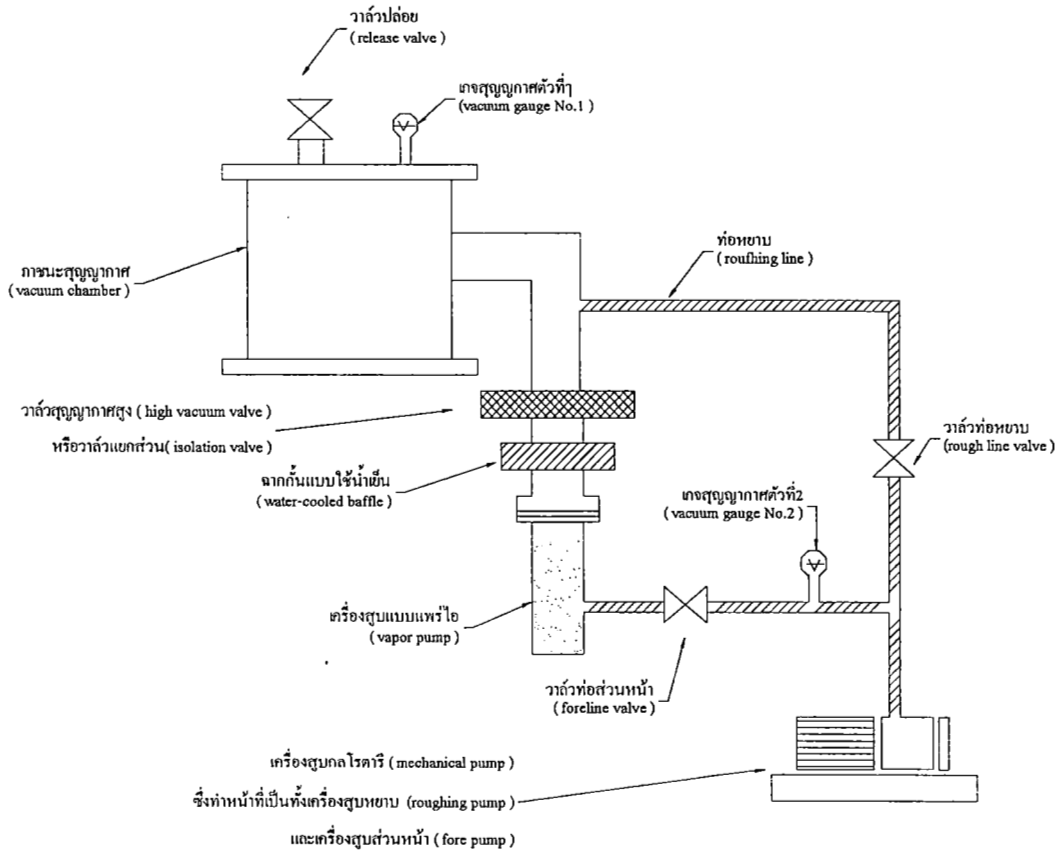 วาล์วปล่อย
( release valve )
เกจสุญญากาศตัวที่ๅ
(vacuum gauge No.1 )
ภาชนะสุญญากาศ
( vacuum chamber )
ท่อหยาบ
( roufhing line )
วาล์วสุญญากาศสูง ( high vacuum valve )
หรือวาล์วแยกส่วน( isolation valve )
วาล์วท่อหยาบ
(rough line valve )
ฉากกั้นแบบใช้น้ำเย็น
( water-cooled baffle )
เกจสุญญากาศตัวที่2
( vacuum gauge No.2 )
เครื่องสูบแบบแพร่ไอ
( vapor pump )
วาล์วท่อส่วนหน้า
( foreline valve )
เครื่องสูบกลโรตารี ( mechanical pump )
ซึ่งทำหน้าที่เป็นทั้งเครื่องสูบหยาบ (roughing pump )
และเครื่องสูบส่วนหน้า ( fore pump )